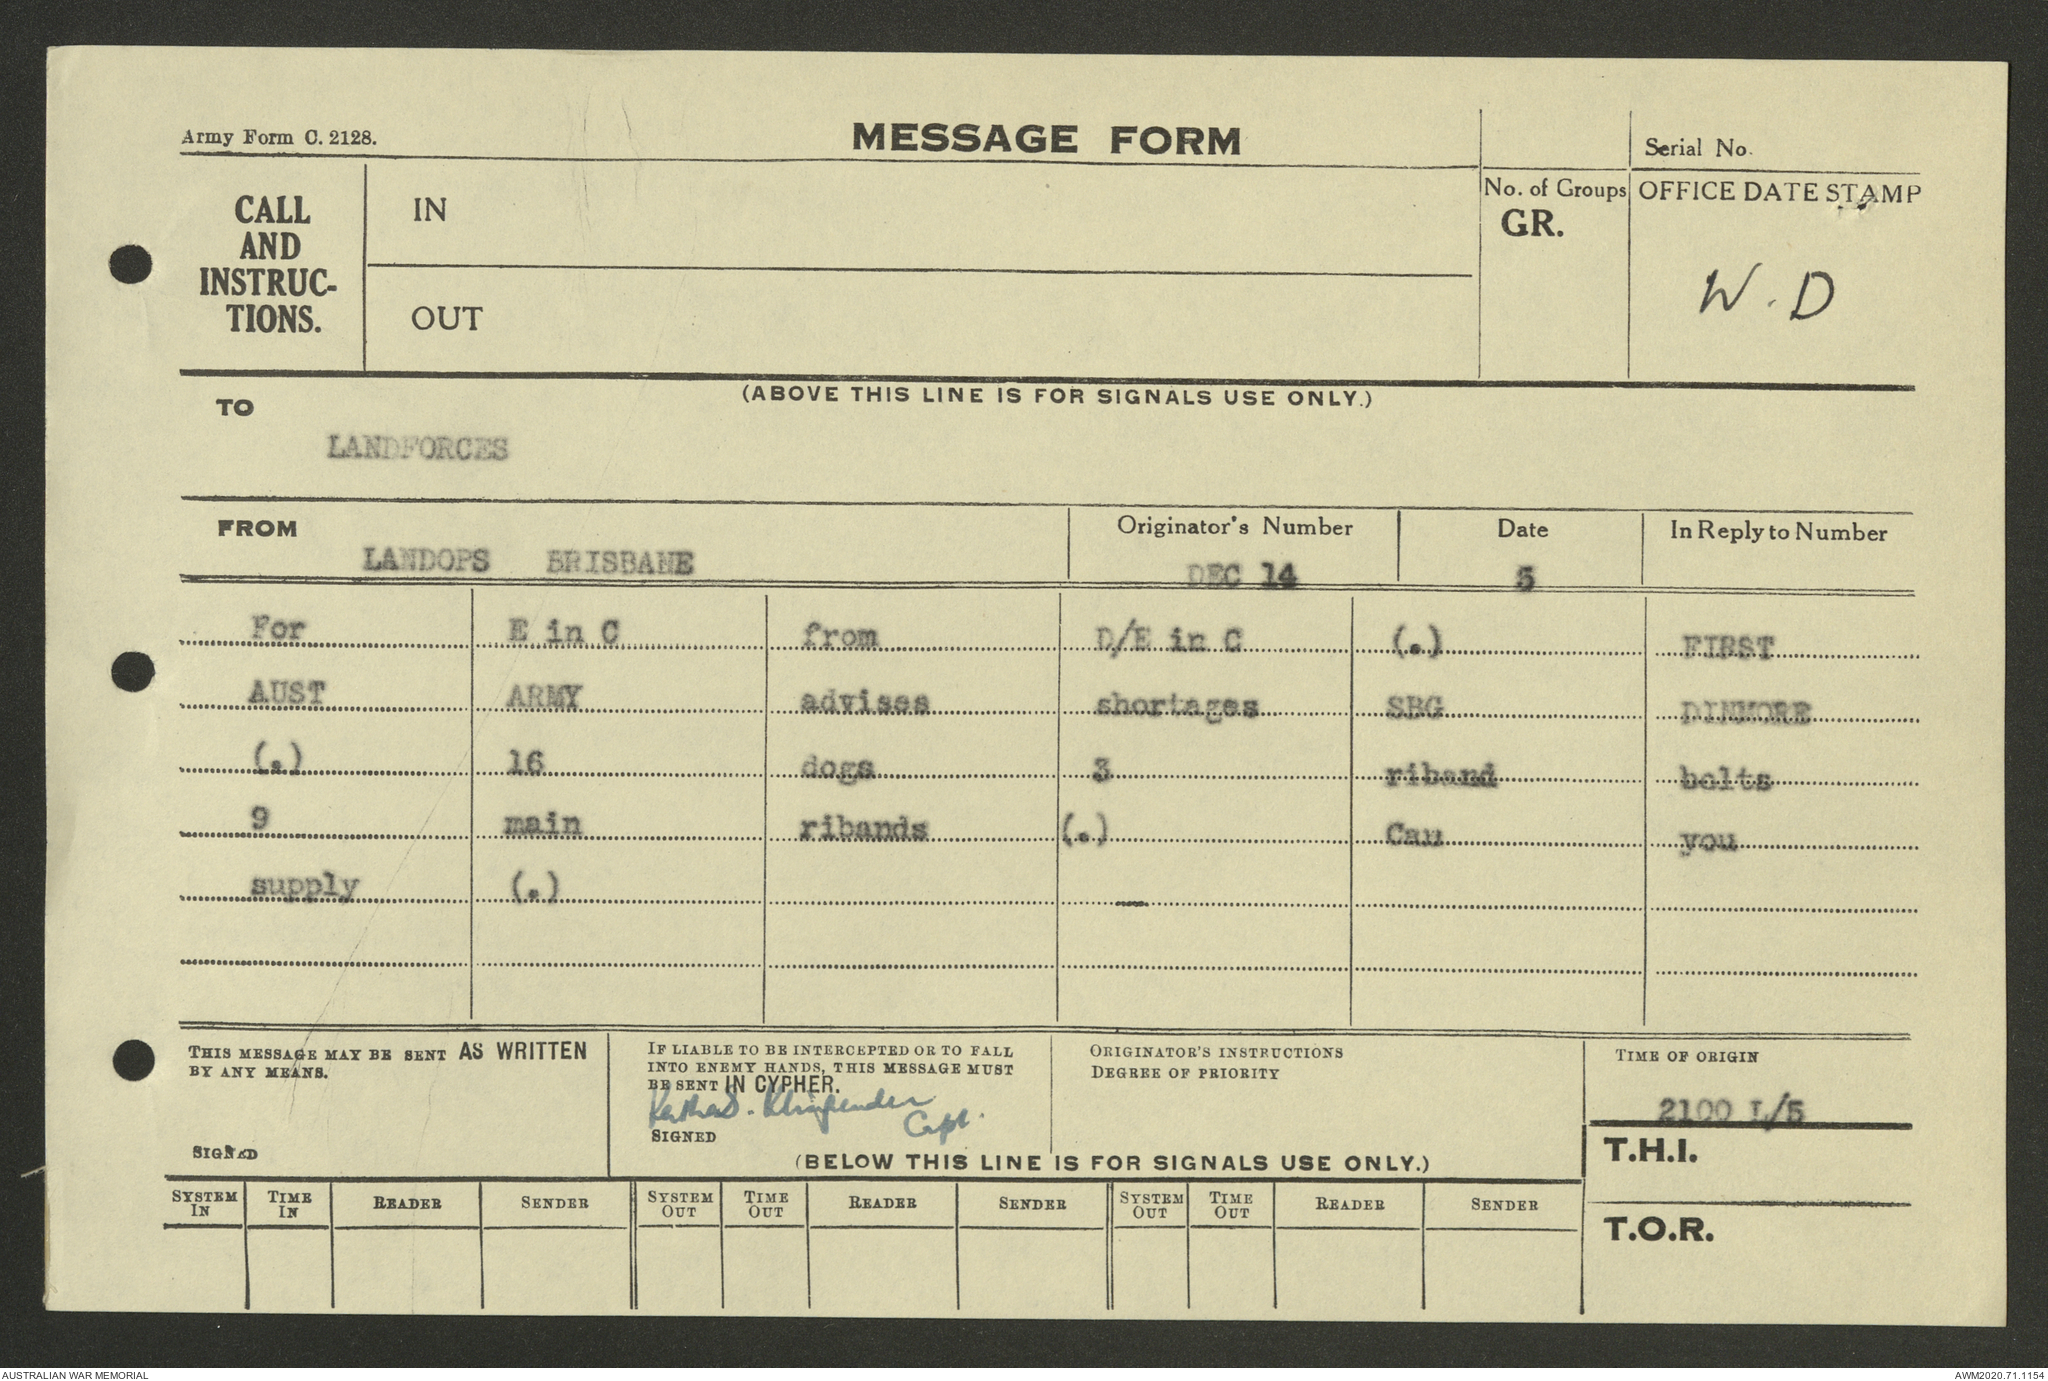 Army Form C. 2128.
MESSAGE FORM
Serial No.
CALL
AND
INSTRUC-
TIONS.
IN
OUT
No. of Groups
GR.
OFFICE DATE STAMP
W. D
(ABOVE THIS LINE IS FOR SIGNALS USE ONLY.)
TO
LANDFORCES
FROM
LANDOPS BRISBANE
Originator's Number
DEC 14
Date
5
In Reply to Number
For E in C from D/E in C (.) FIRST
AUST ARMY advises shortages SBG DINMORE
(.) 16 dogs 3 riband bolts
9 main ribands (.) Can you
supply (.)
THIS MESSAGE MAY BE SENT AS WRITTEN
BY ANY MEANS.
SIGNED
IF LIABLE TO BE INTERCEPTED OR TO FALL
INTO ENEMY HANDS, THIS MESSAGE MUST
BE SENT IN CYPHER.
Klingender
Capt.
SIGNED
ORIGINATOR'S INSTRUCTIONS
DEGREE OF PRIORITY
TIME OF ORIGIN
2100 L/5
T.H.I.
T.O.R.
(BELOW THIS LINE IS FOR SIGNALS USE ONLY.)
SYSTEM IN TIME IN READER SENDER SYSTEM OUT TIME OUT READER SENDER SYSTEM OUT TIME OUT READER SENDER
AUSTRALIAN WAR MEMORIAL
AWM2020.71.1154